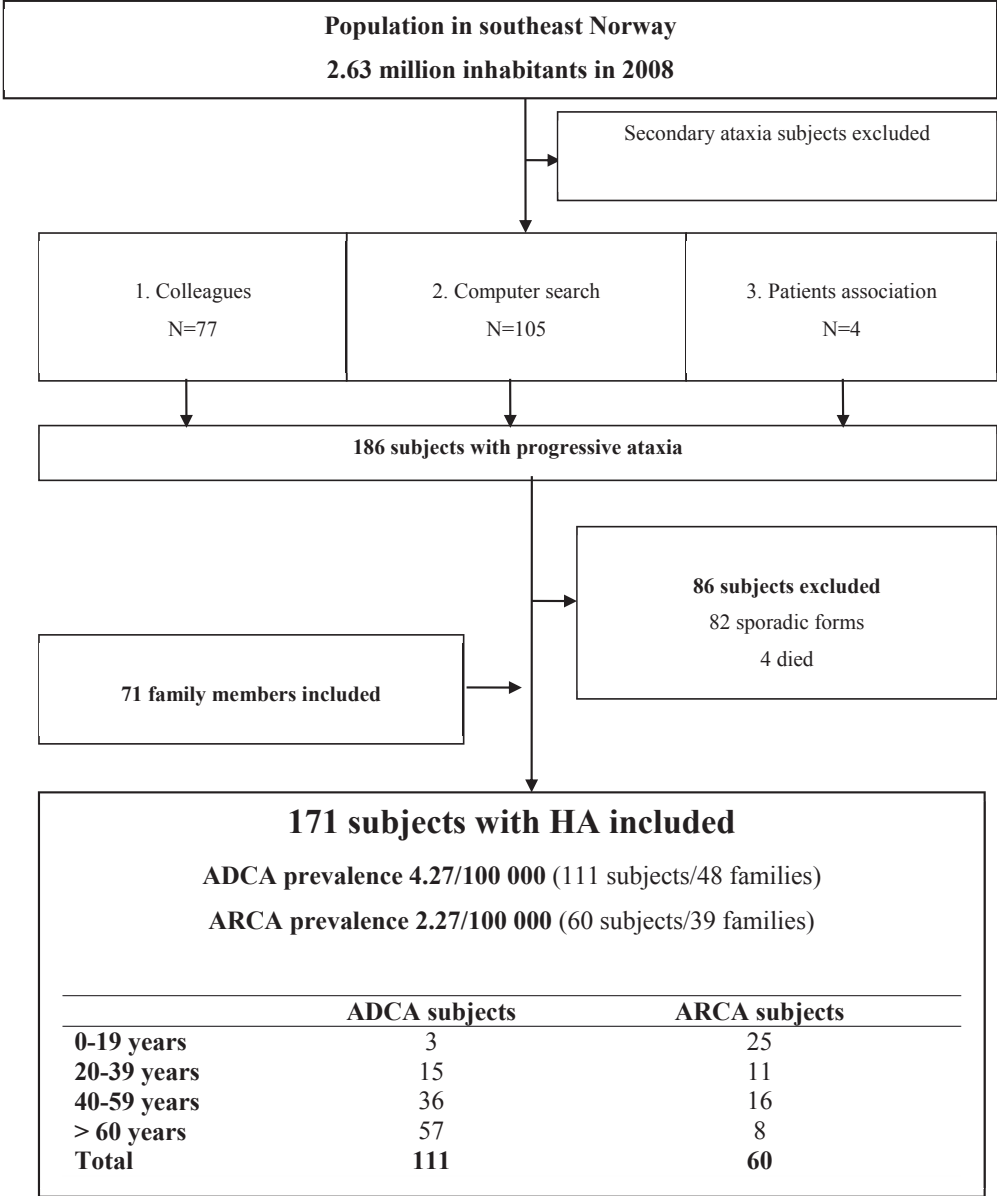 Population in southeast Norway
2.63 million inhabitants in 2008
Secondary ataxia subjects excluded
1. Colleagues
N=77
2. Computer search
N=105
3. Patients association
N=4
186 subjects with progressive ataxia
86 subjects excluded
82 sporadic forms
4 died
71 family members included
171 subjects with HA included
ADCA prevalence 4.27/100 000 (111 subjects/48 families)
ARCA prevalence 2.27/100 000 (60 subjects/39 families)
ADCA subjects ARCA subjects
0-19 years 3 25
20-39 years 15 11
40-59 years 36 16
> 60 years 57 8
Total 111 60